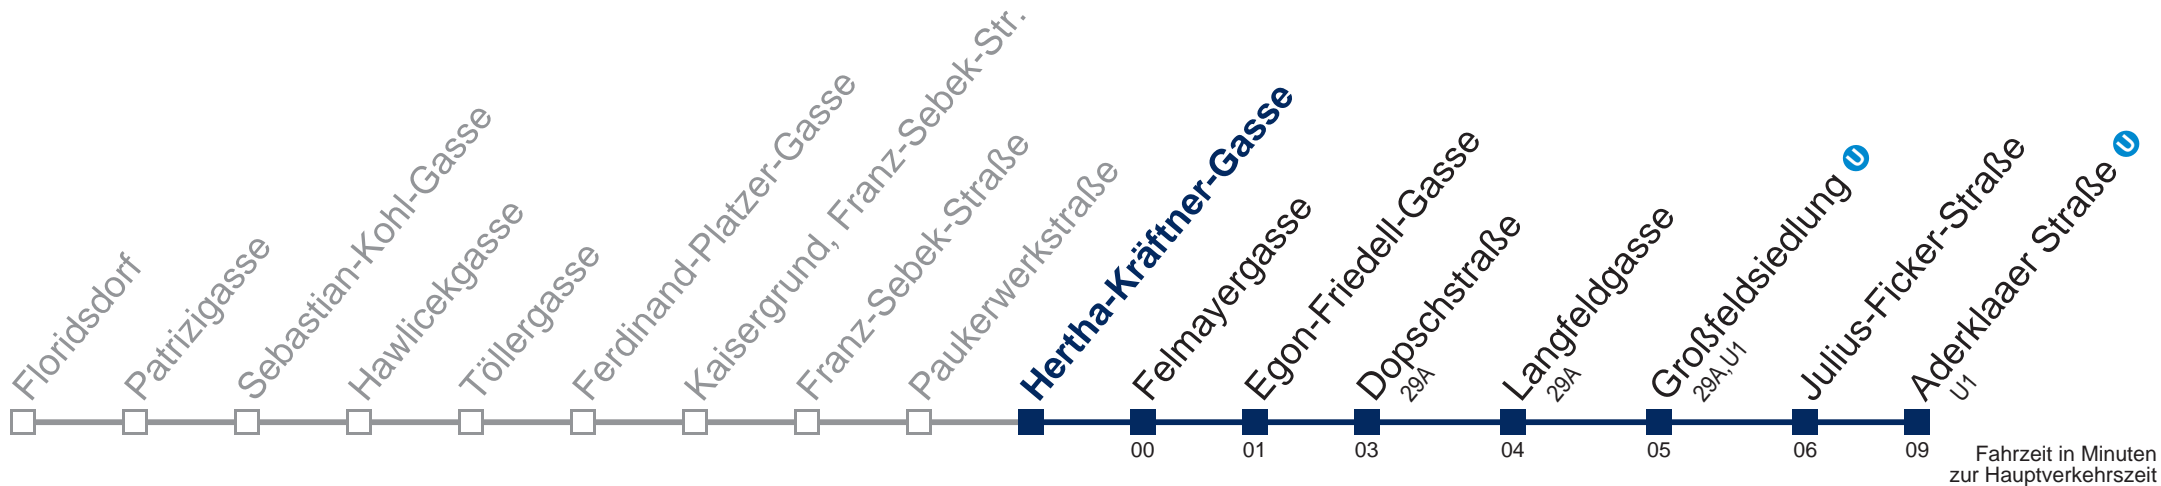 Floridsdorf
Patrizigasse
Sebastian-Kohl-Gasse
Hawlicekgasse
Töllergasse
Ferdinand-Platzer-Gasse
Kaisergrund, Franz-Sebek-Str.
Franz-Sebek-Straße
Paukerwerkstraße
Hertha-Kräftner-Gasse
Felmayergasse
Egon-Friedell-Gasse
Dopschstraße
29A
Langfeldgasse
29A
Großfeldsiedlung U
29A, U1
Julius-Ficker-Straße
Aderklaaer Straße U
U1
00 01 03 04 05 06 09
Fahrzeit in Minuten
zur Hauptverkehrszeit